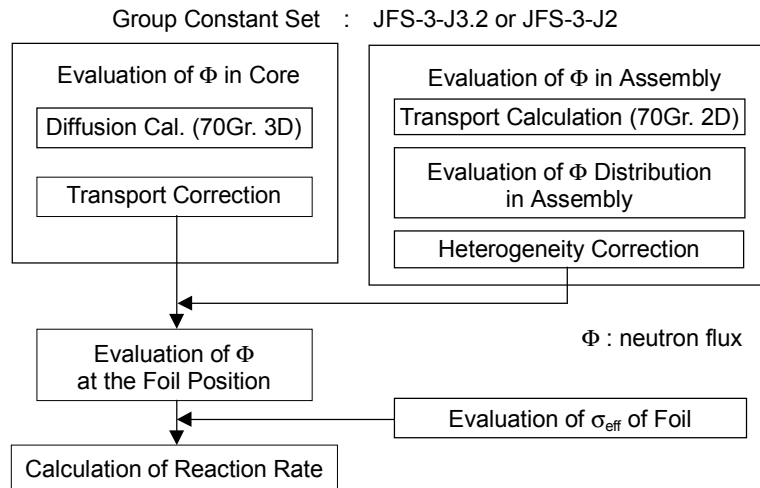 Group Constant Set : JFS-3-J3.2 or JFS-3-J2
Evaluation of Φ in Core
Diffusion Cal. (70Gr. 3D)
Transport Correction
Evaluation of Φ in Assembly
Transport Calculation (70Gr. 2D)
Evaluation of Φ Distribution
in Assembly
Heterogeneity Correction
Φ : neutron flux
Evaluation of Φ
at the Foil Position
Evaluation of σeff of Foil
Calculation of Reaction Rate